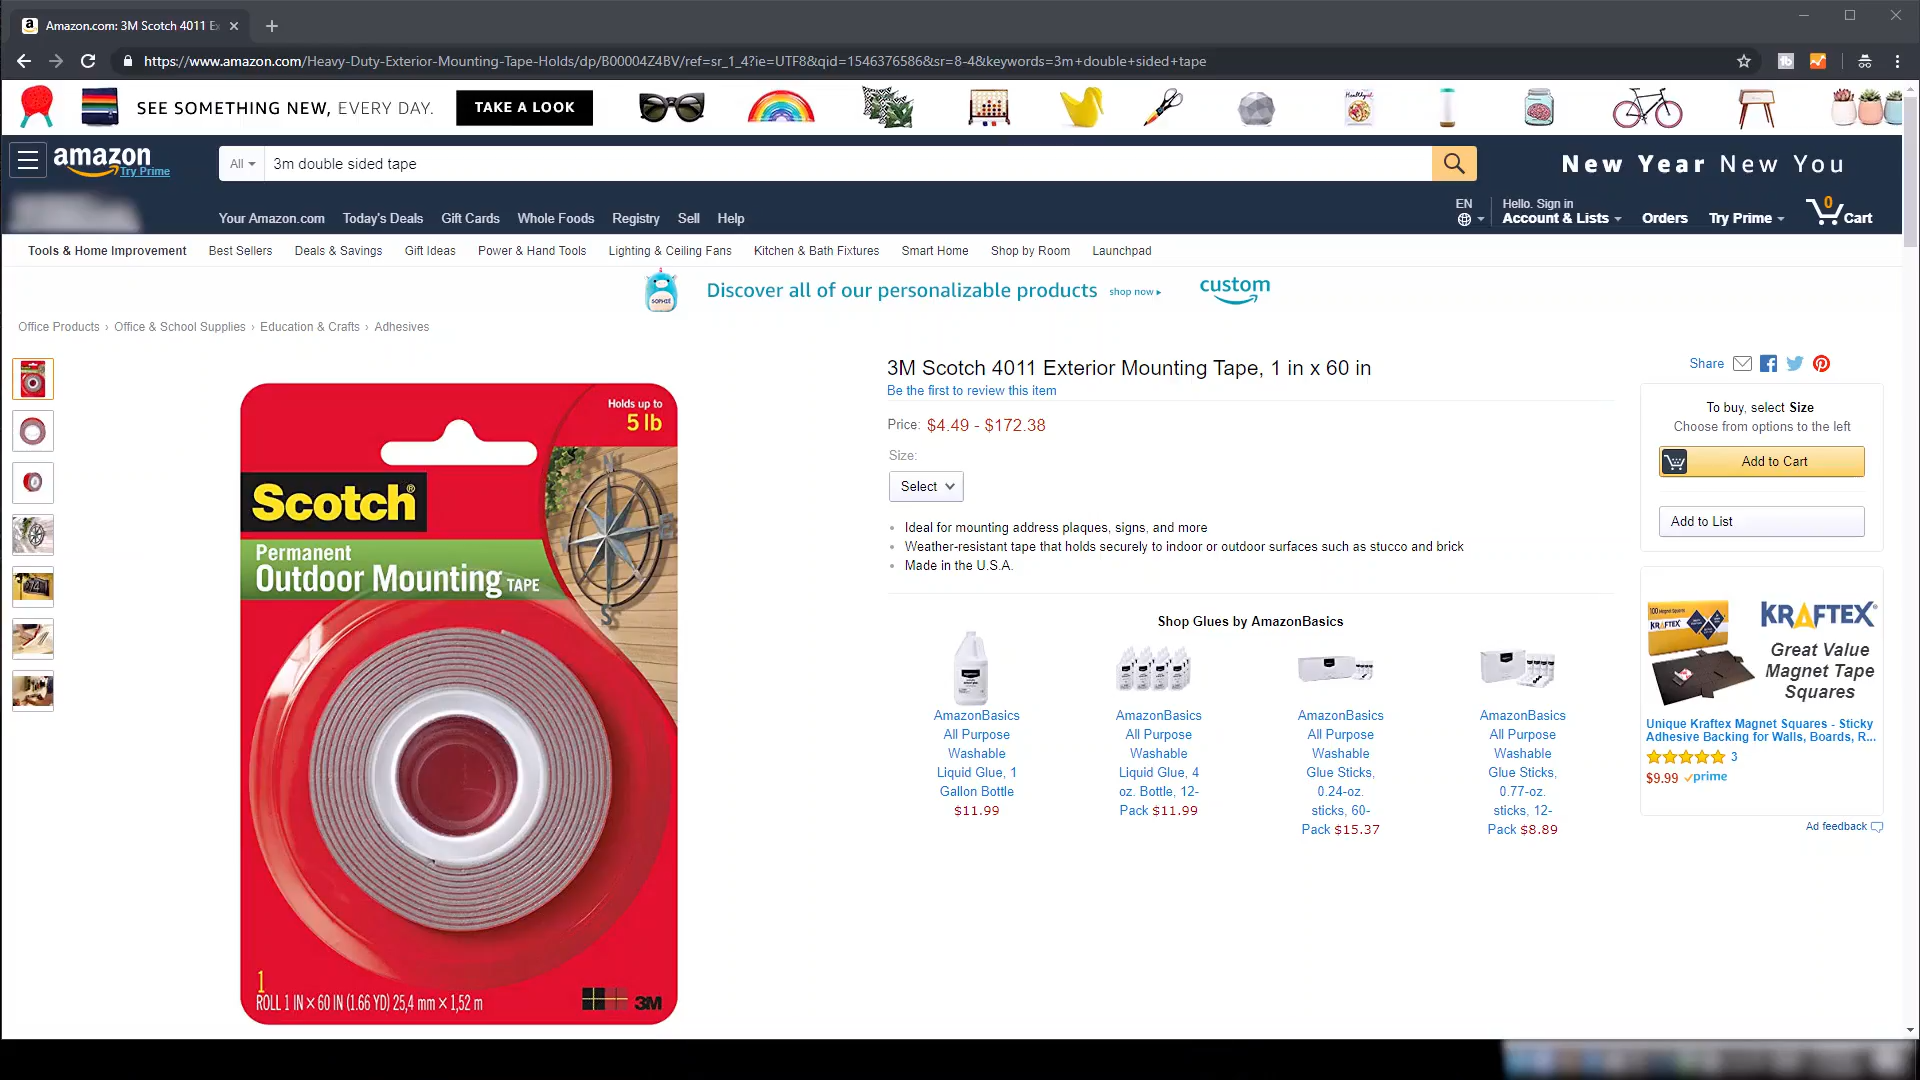 Amazon.com: 3M Scotch 4011 Ex
https://www.amazon.com/Heavy-Duty-Exterior-Mounting-Tape-Holds/dp/B00004Z4BV/ref=sr_1_4?ie=UTF8&qid=1546376586&sr=8-4&keywords=3m+double+sided+tape
SEE SOMETHING NEW, EVERY DAY.
TAKE A LOOK
amazon
Try Prime
All
3m double sided tape
New Year New You
Your Amazon.com
Today's Deals
Gift Cards
Whole Foods
Registry
Sell
Help
EN
Hello. Sign in
Account & Lists
Orders
Try Prime
0
Cart
Tools & Home Improvement
Best Sellers
Deals & Savings
Gift Ideas
Power & Hand Tools
Lighting & Ceiling Fans
Kitchen & Bath Fixtures
Smart Home
Shop by Room
Launchpad
SOPHIE
Discover all of our personalizable products
shop now ▸
custom
Office Products › Office & School Supplies › Education & Crafts › Adhesives
Holds up to
5 lb
Scotch®
Permanent
Outdoor Mounting TAPE
N
E
S
1
ROLL 1 IN × 60 IN (1.66 YD) 25,4 mm × 1,52 m
3M
3M Scotch 4011 Exterior Mounting Tape, 1 in x 60 in
Be the first to review this item
Price: $4.49 - $172.38
Size:
Select
Ideal for mounting address plaques, signs, and more
Weather-resistant tape that holds securely to indoor or outdoor surfaces such as stucco and brick
Made in the U.S.A.
Shop Glues by AmazonBasics
AmazonBasics
All Purpose
Washable
Liquid Glue, 1
Gallon Bottle
$11.99
AmazonBasics
All Purpose
Washable
Liquid Glue, 4
oz. Bottle, 12-
Pack $11.99
AmazonBasics
All Purpose
Washable
Glue Sticks,
0.24-oz.
sticks, 60-
Pack $15.37
AmazonBasics
All Purpose
Washable
Glue Sticks,
0.77-oz.
sticks, 12-
Pack $8.89
Share
To buy, select Size
Choose from options to the left
Add to Cart
Add to List
100 Magnet Squares
KRAFTEX
KRAFTEX®
Great Value
Magnet Tape
Squares
Unique Kraftex Magnet Squares - Sticky
Adhesive Backing for Walls, Boards, R...
3
$9.99 prime
Ad feedback